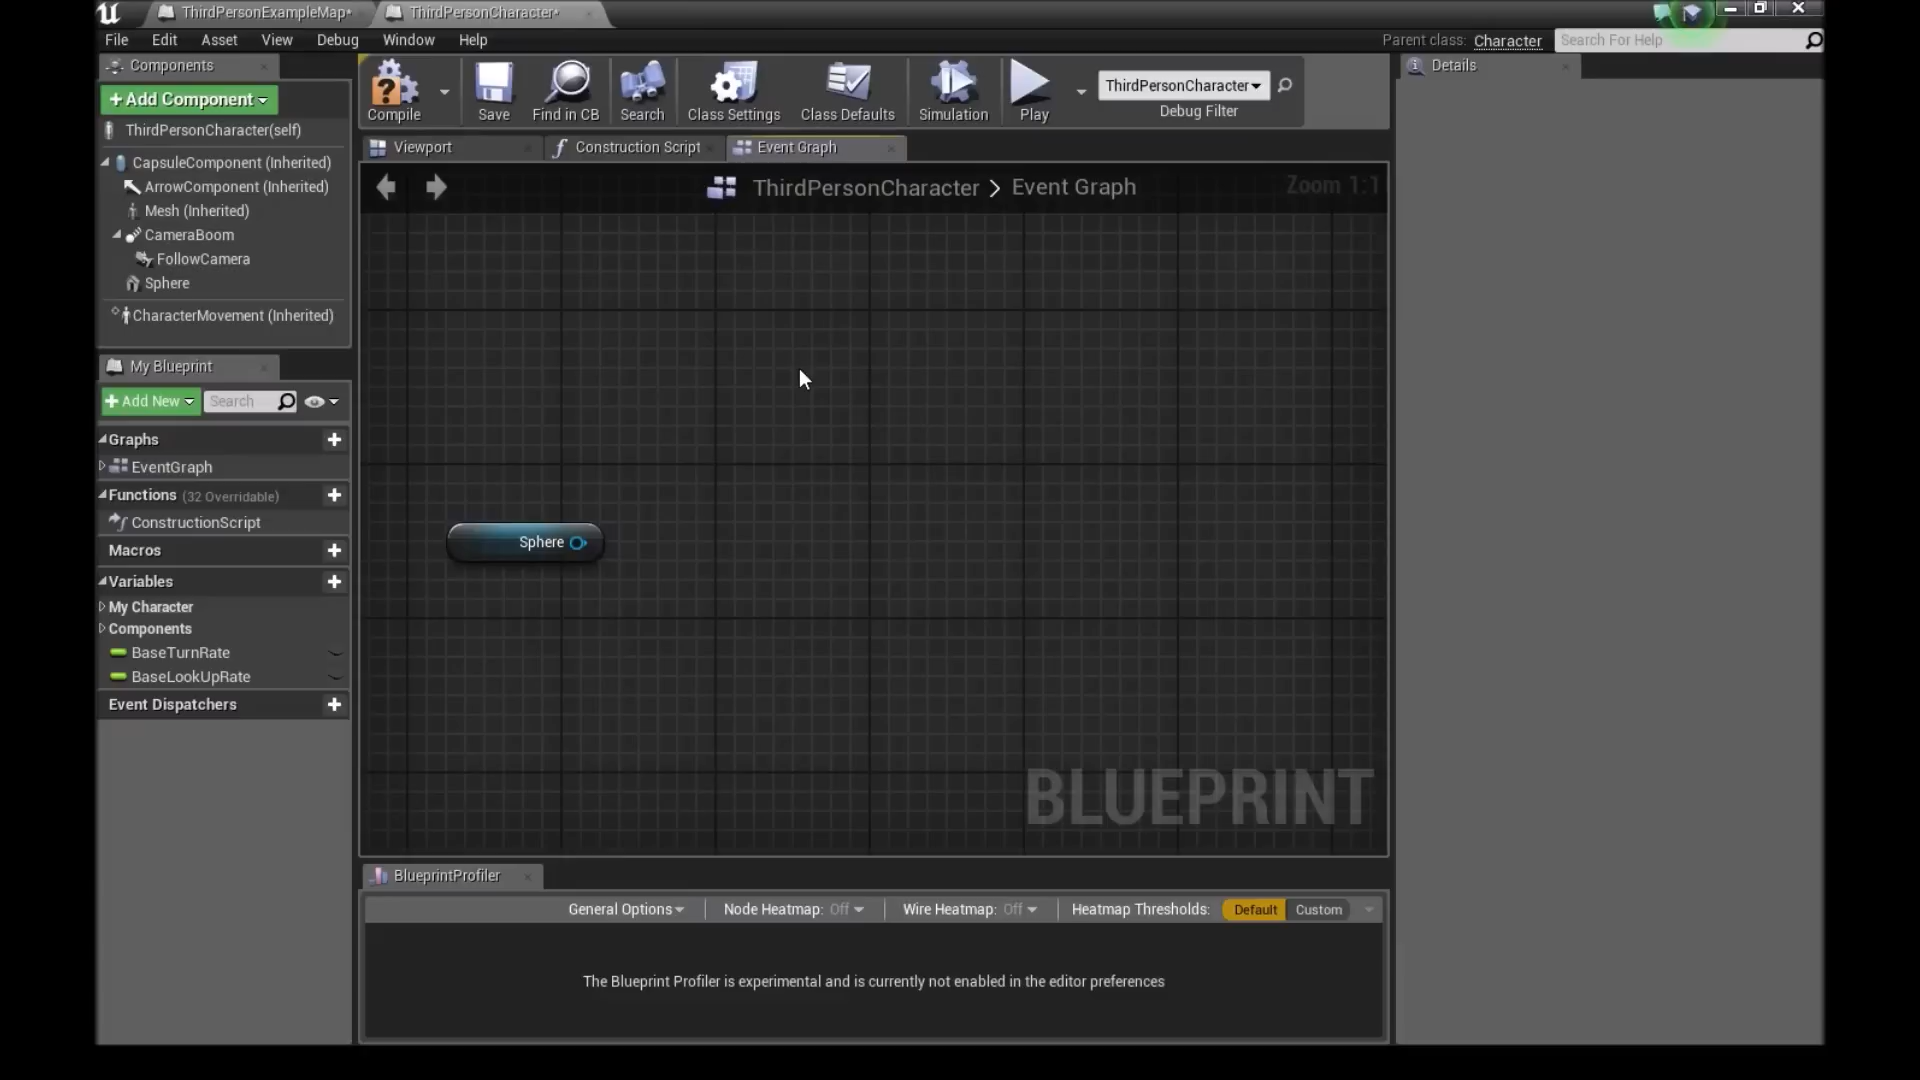 ThirdPersonExampleMap*
ThirdPersonCharacter*
File Edit Asset View Debug Window Help
Parent class: Character
Search For Help
Components
+Add Component
ThirdPersonCharacter(self)
CapsuleComponent (Inherited)
ArrowComponent (Inherited)
Mesh (Inherited)
CameraBoom
FollowCamera
Sphere
CharacterMovement (Inherited)
My Blueprint
+Add New
Search
Graphs
EventGraph
Functions (32 Overridable)
ConstructionScript
Macros
Variables
My Character
Components
BaseTurnRate
BaseLookUpRate
Event Dispatchers
Compile
Save
Find in CB
Search
Class Settings
Class Defaults
Simulation
Play
ThirdPersonCharacter
Debug Filter
Viewport
Construction Script
Event Graph
ThirdPersonCharacter > Event Graph
Zoom 1:1
Sphere
BLUEPRINT
BlueprintProfiler
General Options
Node Heatmap: Off
Wire Heatmap: Off
Heatmap Thresholds: Default Custom
The Blueprint Profiler is experimental and is currently not enabled in the editor preferences
Details